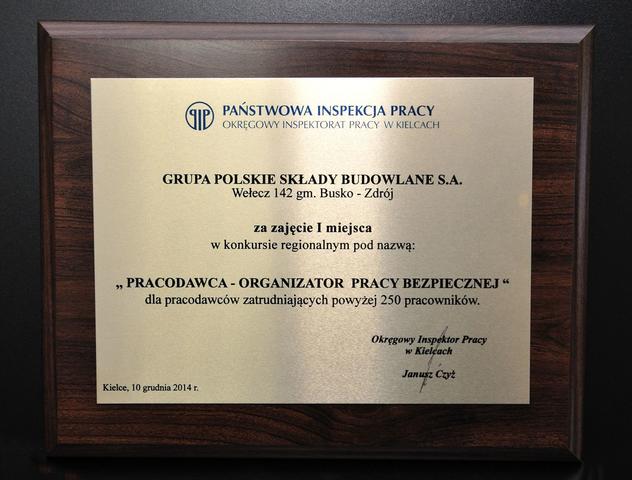 PAŃSTWOWA INSPEKCJA PRACY
OKRĘGOWY INSPEKTORAT PRACY W KIELCACH
GRUPA POLSKIE SKŁADY BUDOWLANE S.A.
Wełecz 142 gm. Busko - Zdrój
za zajęcie I miejsca
w konkursie regionalnym pod nazwą:
„ PRACODAWCA - ORGANIZATOR PRACY BEZPIECZNEJ “
dla pracodawców zatrudniających powyżej 250 pracowników.
Okręgowy Inspektor Pracy
w Kielcach
Janusz Czyż
Kielce, 10 grudnia 2014 r.